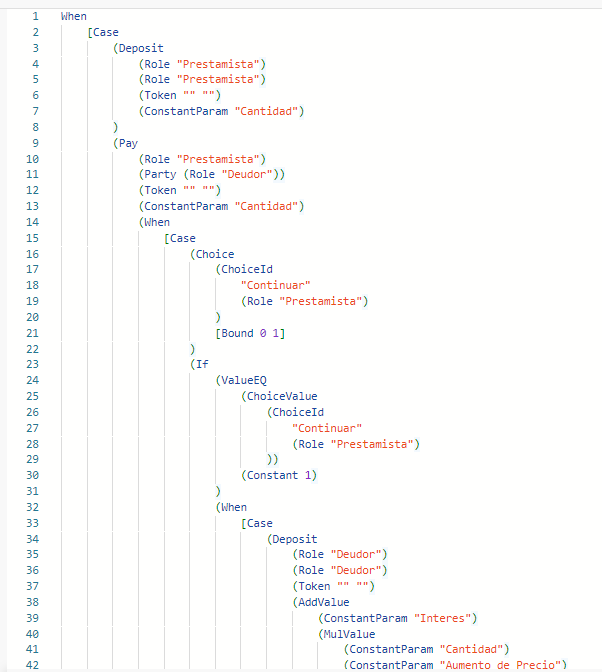 1 When
2 [Case
3 (Deposit
4 (Role "Prestamista")
5 (Role "Prestamista")
6 (Token "" "")
7 (ConstantParam "Cantidad")
8 )
9 (Pay
10 (Role "Prestamista")
11 (Party (Role "Deudor"))
12 (Token "" "")
13 (ConstantParam "Cantidad")
14 (When
15 [Case
16 (Choice
17 (ChoiceId
18 "Continuar"
19 (Role "Prestamista")
20 )
21 [Bound 0 1]
22 )
23 (If
24 (ValueEQ
25 (ChoiceValue
26 (ChoiceId
27 "Continuar"
28 (Role "Prestamista")
29 ))
30 (Constant 1)
31 )
32 (When
33 [Case
34 (Deposit
35 (Role "Deudor")
36 (Role "Deudor")
37 (Token "" "")
38 (AddValue
39 (ConstantParam "Interes")
40 (MulValue
41 (ConstantParam "Cantidad")
42 (ConstantParam "Aumento de Precio")